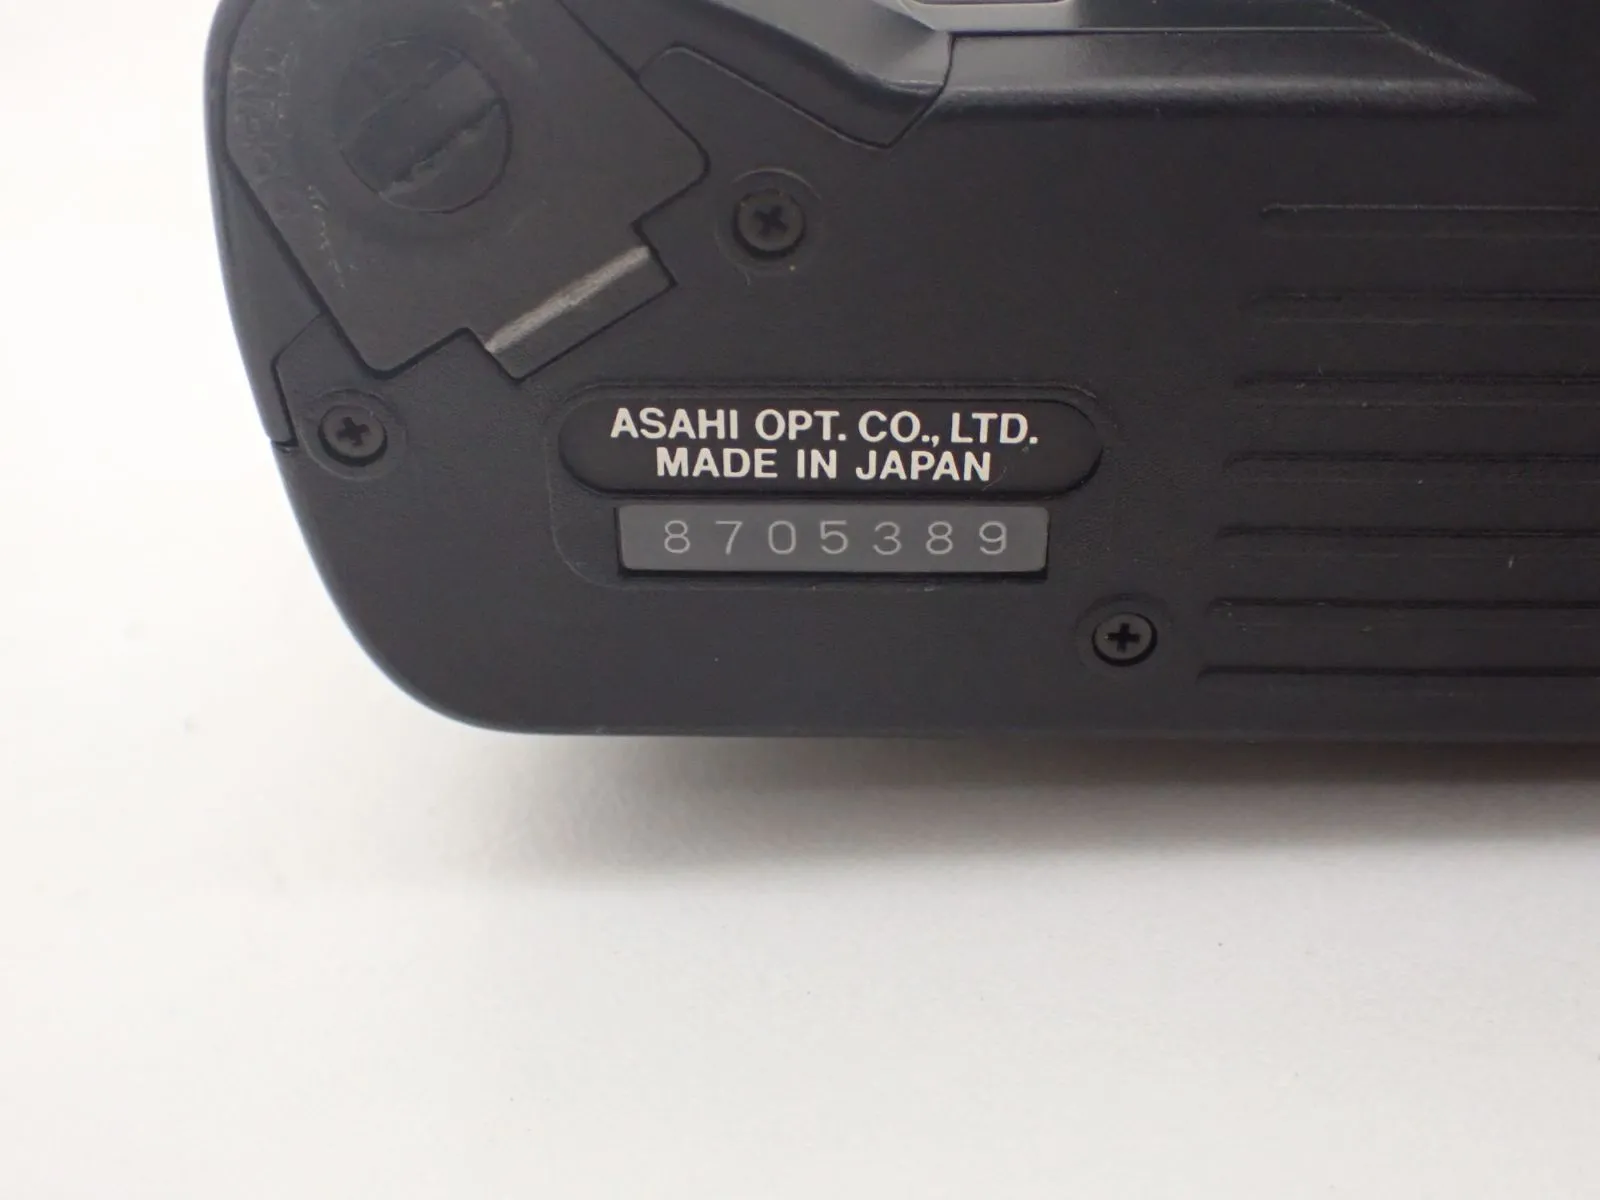 ASAHI OPT. CO., LTD.
MADE IN JAPAN
8705389